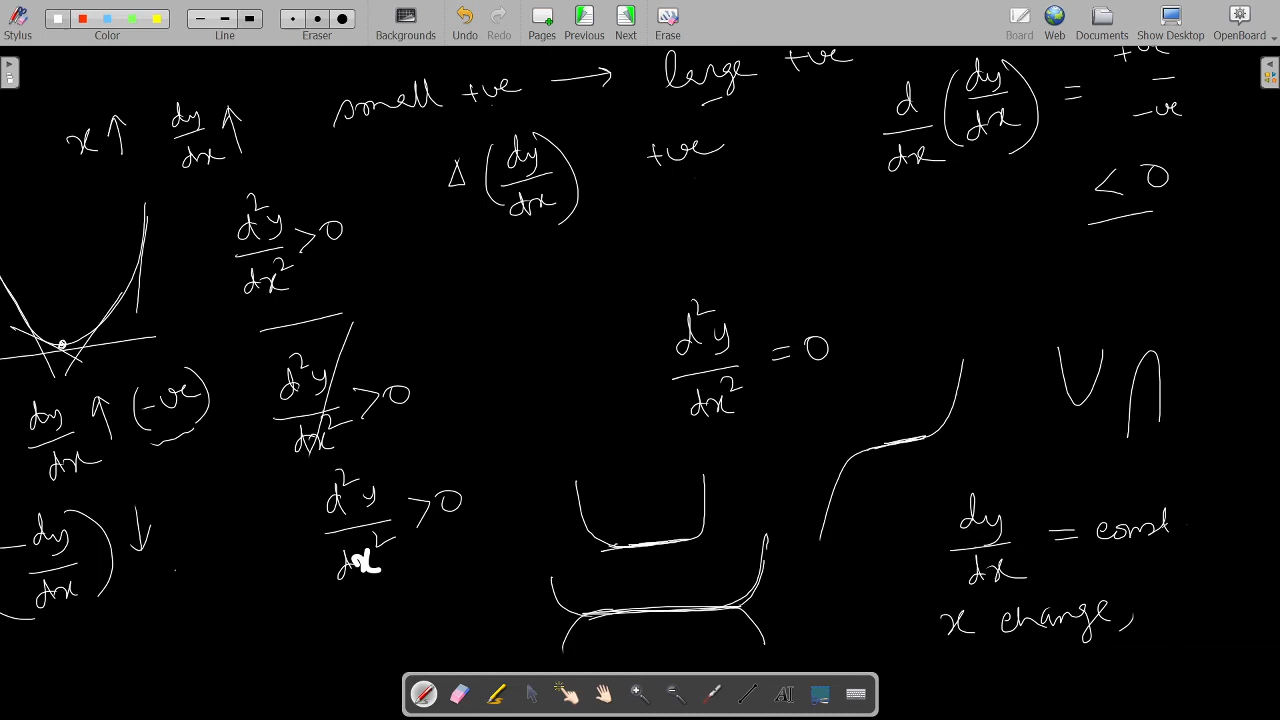 Stylus Color Line Eraser Backgrounds Undo Pages Previous Next Erase Board Web Documents Show Desktop OpenBoard
small +ve → large +ve
x ↑ dy/dx ↑
Δ (dy/dx) +ve
d/dx (dy/dx) = +ve - -ve
< 0
d²y/dx² > 0
d²y/dx² > 0
d²y/dx² = 0
dy/dx ↑ (-ve)
d²y/dx² > 0
- dy/dx) ↓
dy/dx = const
x change,
AI